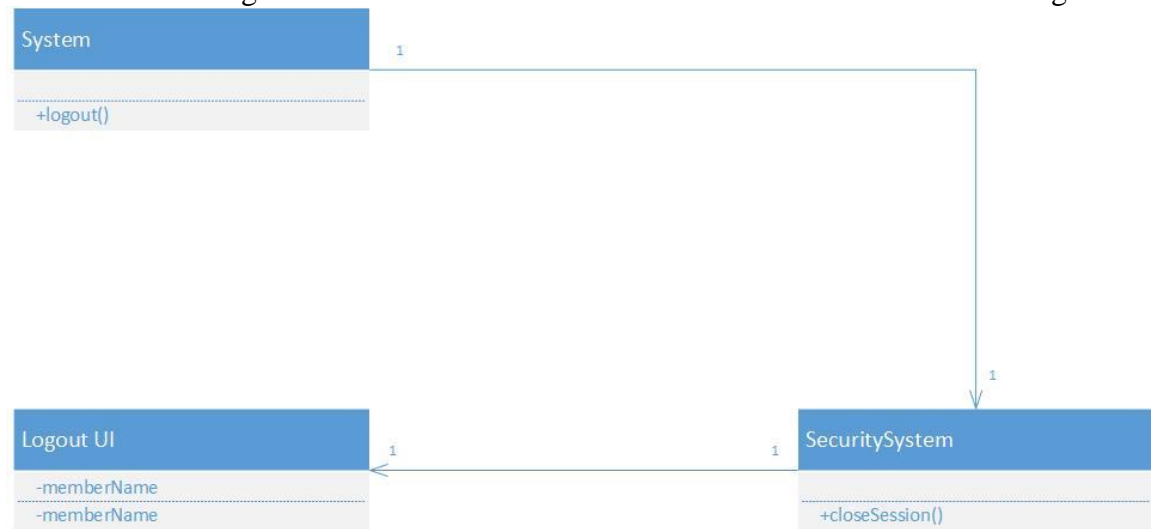 System
1
+logout()
1
Logout UI
1
1
SecuritySystem
-memberName
-memberName
+closeSession()